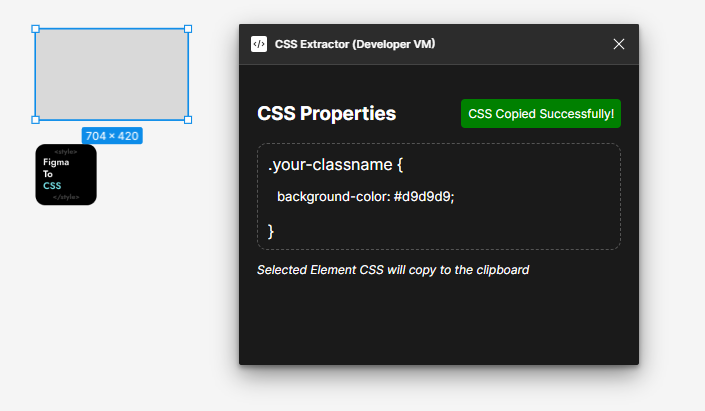 704 × 420
<style>
Figma
To
CSS
</style>
CSS Extractor (Developer VM)
CSS Properties
CSS Copied Successfully!
.your-classname {
background-color: #d9d9d9;
}
Selected Element CSS will copy to the clipboard